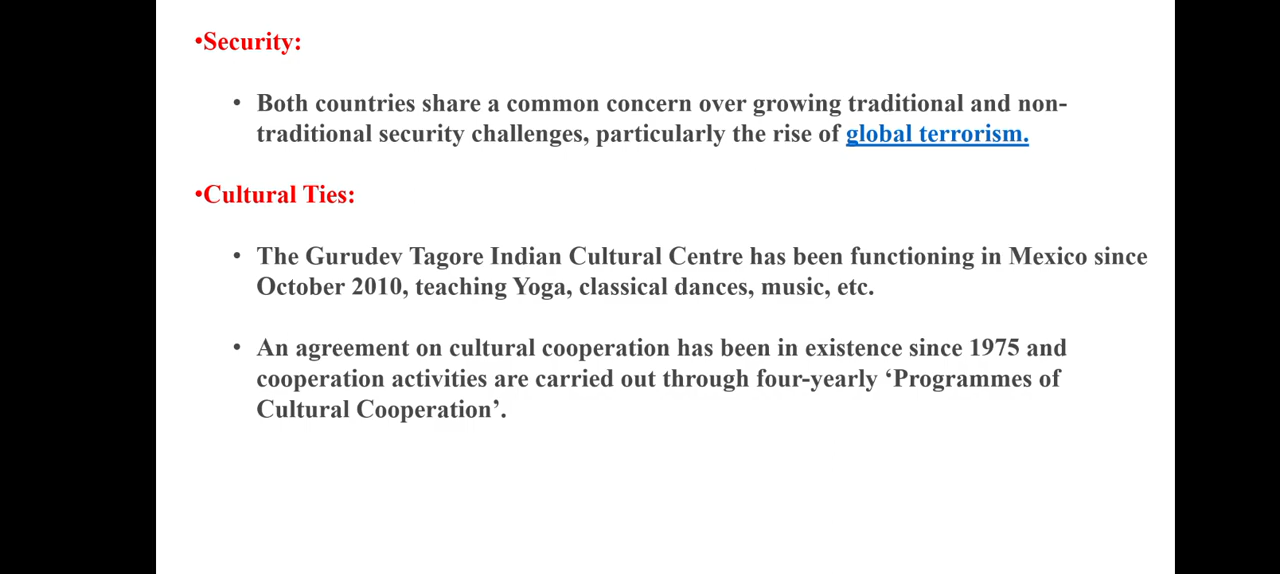 •Security:
• Both countries share a common concern over growing traditional and non-
traditional security challenges, particularly the rise of global terrorism.
•Cultural Ties:
• The Gurudev Tagore Indian Cultural Centre has been functioning in Mexico since
October 2010, teaching Yoga, classical dances, music, etc.
• An agreement on cultural cooperation has been in existence since 1975 and
cooperation activities are carried out through four-yearly ‘Programmes of
Cultural Cooperation’.